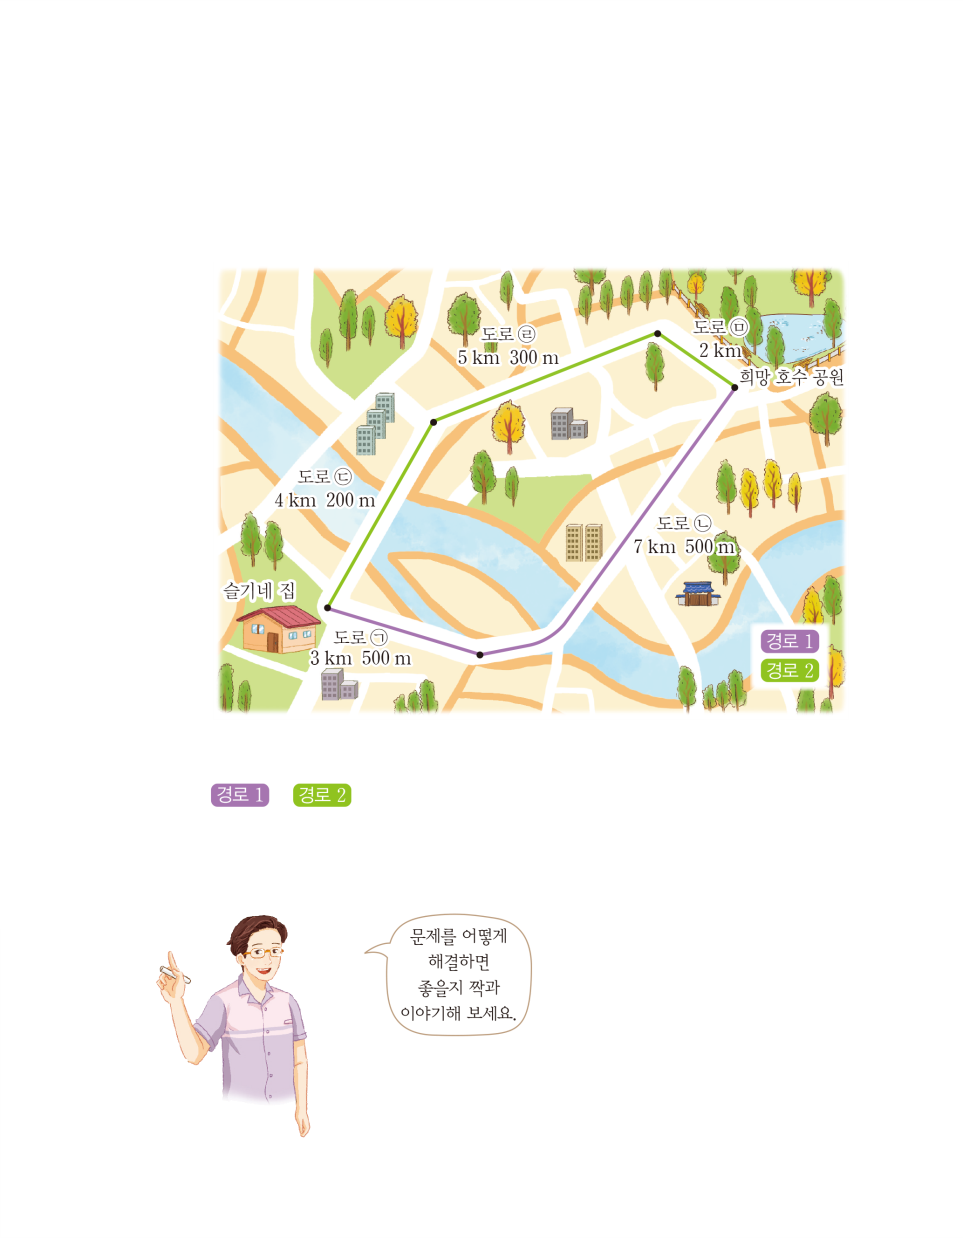 도로 ㉣
5 km 300 m
도로 ㉤
2 km
희망 호수 공원
도로 ㉢
4 km 200 m
도로 ㉡
7 km 500 m
슬기네 집
도로 ㉠
3 km 500 m
경로 1
경로 2
경로 1 경로 2
문제를 어떻게
해결하면
좋을지 짝과
이야기해 보세요.